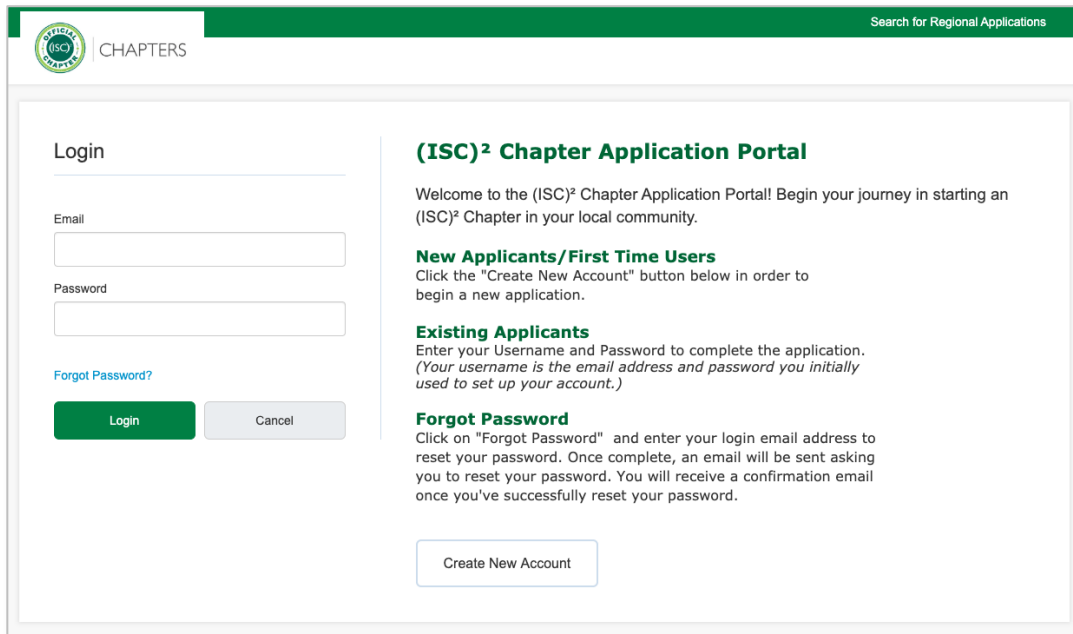 Search for Regional Applications
OFFICIAL
(ISC)²
CHAPTER
CHAPTERS
Login
Email
Password
Forgot Password?
Login
Cancel
(ISC)² Chapter Application Portal
Welcome to the (ISC)² Chapter Application Portal! Begin your journey in starting an
(ISC)² Chapter in your local community.
New Applicants/First Time Users
Click the "Create New Account" button below in order to
begin a new application.
Existing Applicants
Enter your Username and Password to complete the application.
(Your username is the email address and password you initially
used to set up your account.)
Forgot Password
Click on "Forgot Password"  and enter your login email address to
reset your password. Once complete, an email will be sent asking
you to reset your password. You will receive a confirmation email
once you've successfully reset your password.
Create New Account